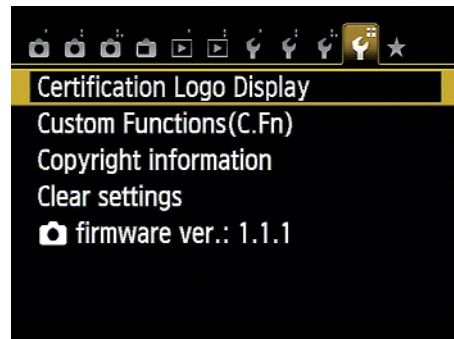 Certification Logo Display
Custom Functions(C.Fn)
Copyright information
Clear settings
firmware ver.: 1.1.1